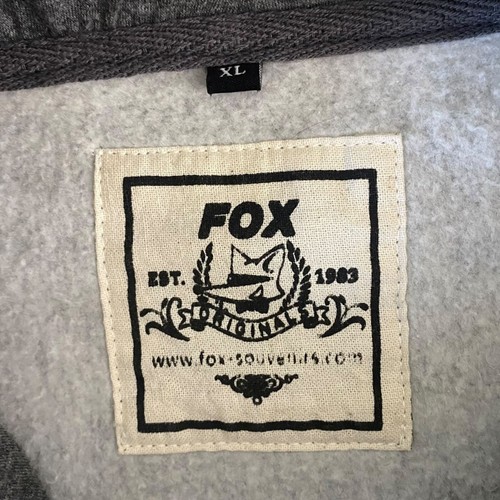 XL
FOX
EST. 1983
ORIGINALS
www.fox-souvenirs.com